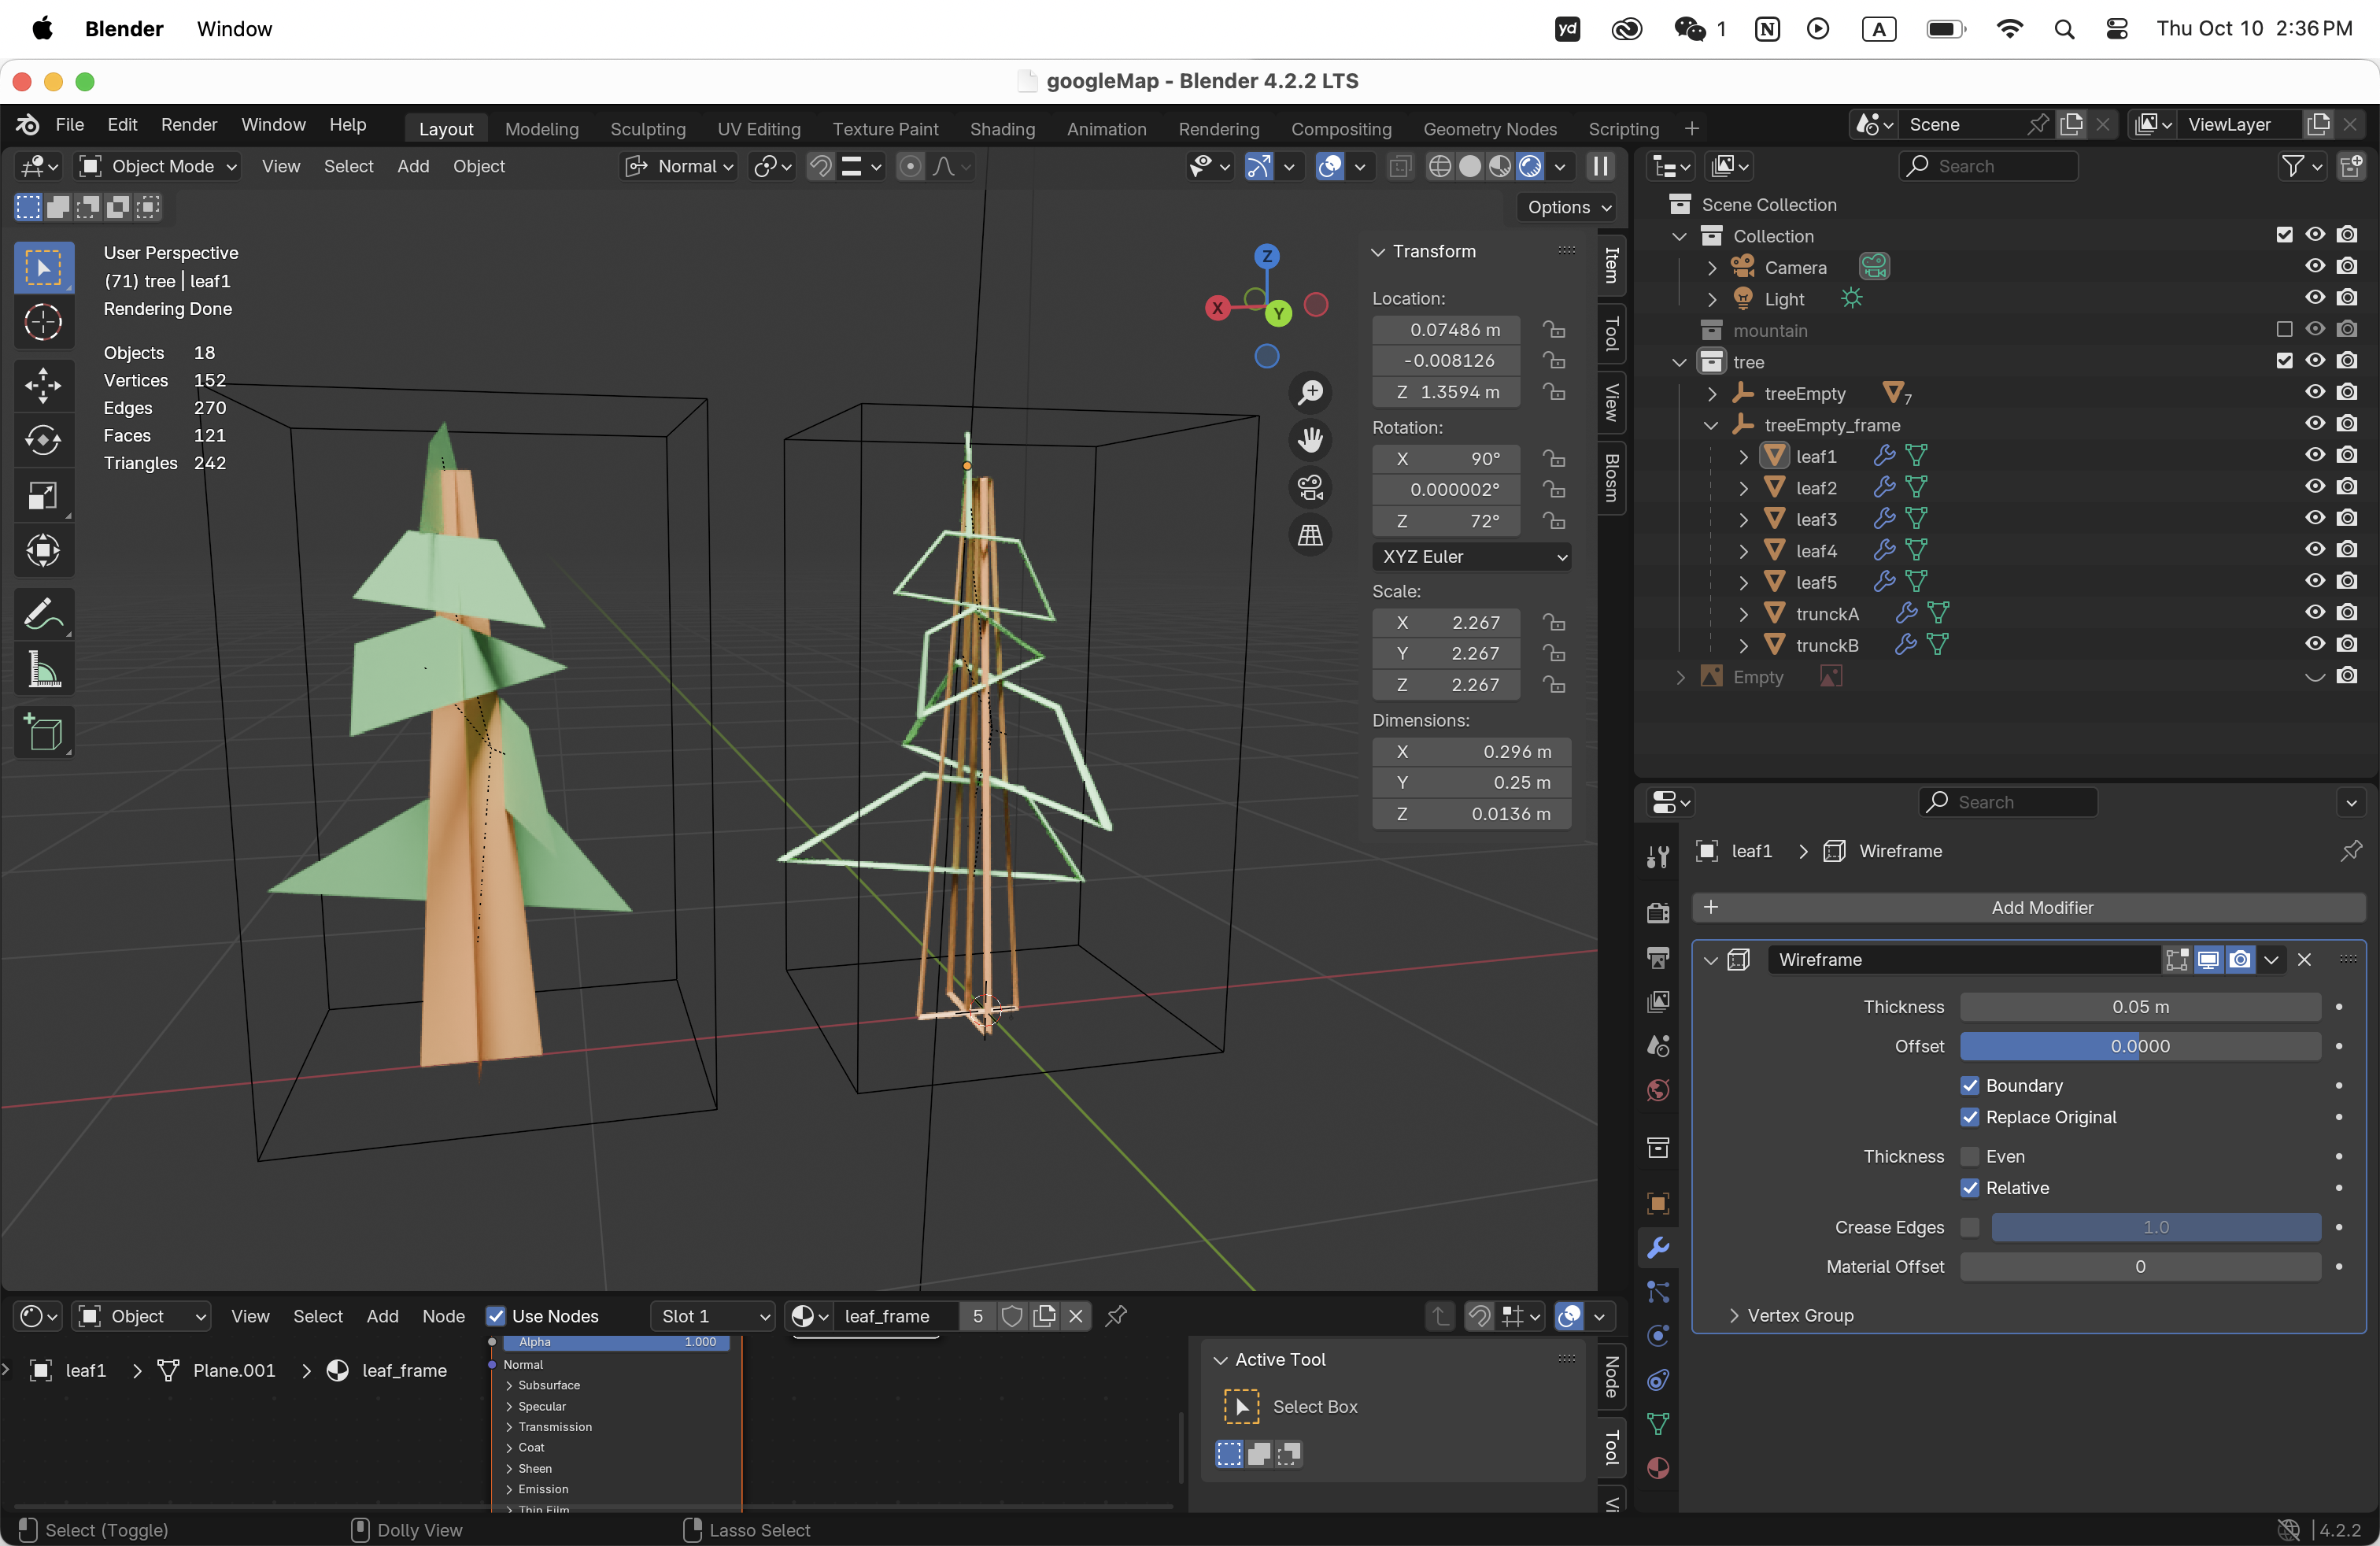 Blender Window yd 1 N A Thu Oct 10 2:36 PM
googleMap - Blender 4.2.2 LTS
File Edit Render Window Help Layout Modeling Sculpting UV Editing Texture Paint Shading Animation Rendering Compositing Geometry Nodes Scripting + Scene ViewLayer
Object Mode View Select Add Object Normal
Options
User Perspective
(71) tree | leaf1
Rendering Done
Objects 18
Vertices 152
Edges 270
Faces 121
Triangles 242
Z
X
Y
Transform
Location:
0.07486 m
-0.008126
Z 1.3594 m
Rotation:
X 90°
0.000002°
Z 72°
XYZ Euler
Scale:
X 2.267
Y 2.267
Z 2.267
Dimensions:
X 0.296 m
Y 0.25 m
Z 0.0136 m
Item
Tool
View
Blosm
Search
Scene Collection
Collection
Camera
Light
mountain
tree
treeEmpty 7
treeEmpty_frame
leaf1
leaf2
leaf3
leaf4
leaf5
trunckA
trunckB
Empty
Search
leaf1 Wireframe
+ Add Modifier
Wireframe
Thickness 0.05 m
Offset 0.0000
Boundary
Replace Original
Thickness Even
Relative
Crease Edges 1.0
Material Offset 0
Vertex Group
Object View Select Add Node Use Nodes Slot 1 leaf_frame 5
leaf1 Plane.001 leaf_frame
Alpha 1.000
Normal
Subsurface
Specular
Transmission
Coat
Sheen
Emission
Thin Film
Active Tool
Select Box
Node
Tool
Vi
Select (Toggle) Dolly View Lasso Select 4.2.2